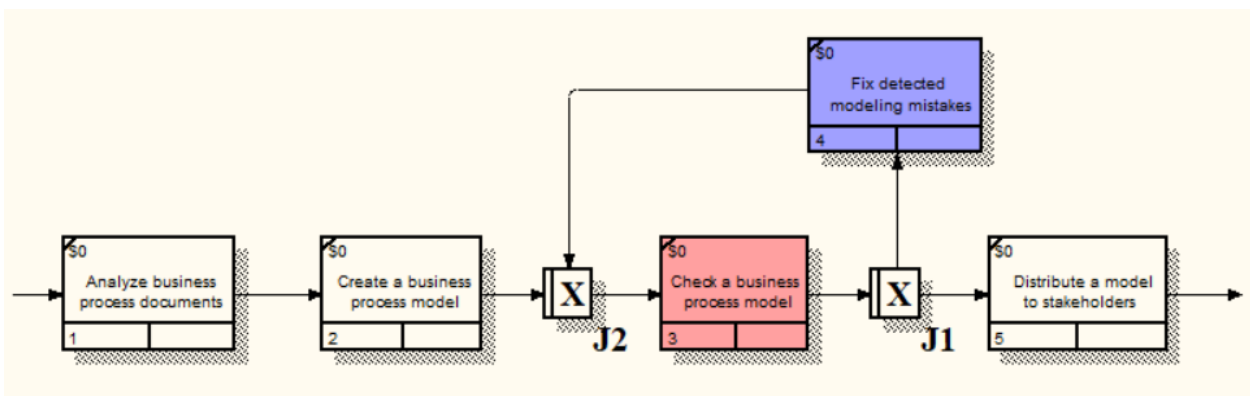 $0
Fix detected
modeling mistakes
4
$0
Analyze business
process documents
1
$0
Create a business
process model
2
X
J2
$0
Check a business
process model
3
X
J1
$0
Distribute a model
to stakeholders
5